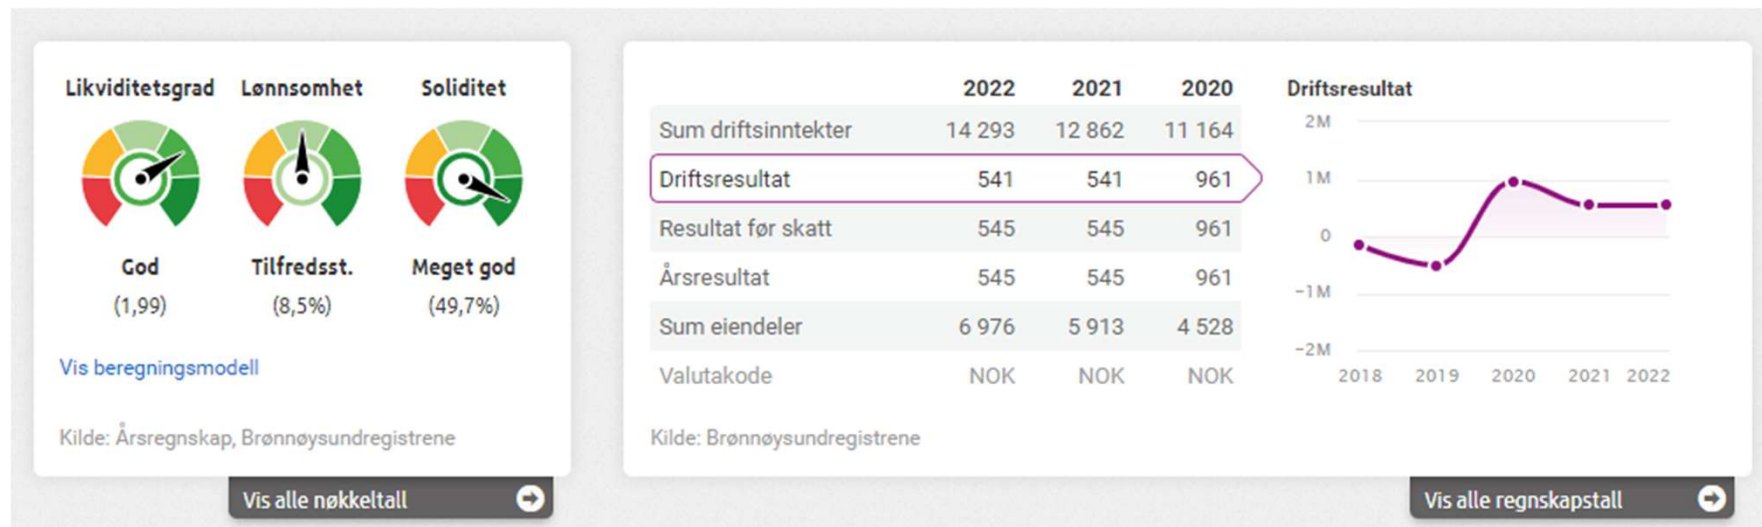 Likviditetsgrad Lønnsomhet Soliditet
God Tilfredsst. Meget god
(1,99) (8,5%) (49,7%)
Vis beregningsmodell
Kilde: Årsregnskap, Brønnøysundregistrene
Vis alle nøkkeltall
2022 2021 2020
Sum driftsinntekter 14 293 12 862 11 164
Driftsresultat 541 541 961
Resultat før skatt 545 545 961
Årsresultat 545 545 961
Sum eiendeler 6 976 5 913 4 528
Valutakode NOK NOK NOK
Kilde: Brønnøysundregistrene
Driftsresultat
2M
1M
0
-1M
-2M
2018 2019 2020 2021 2022
Vis alle regnskapstall